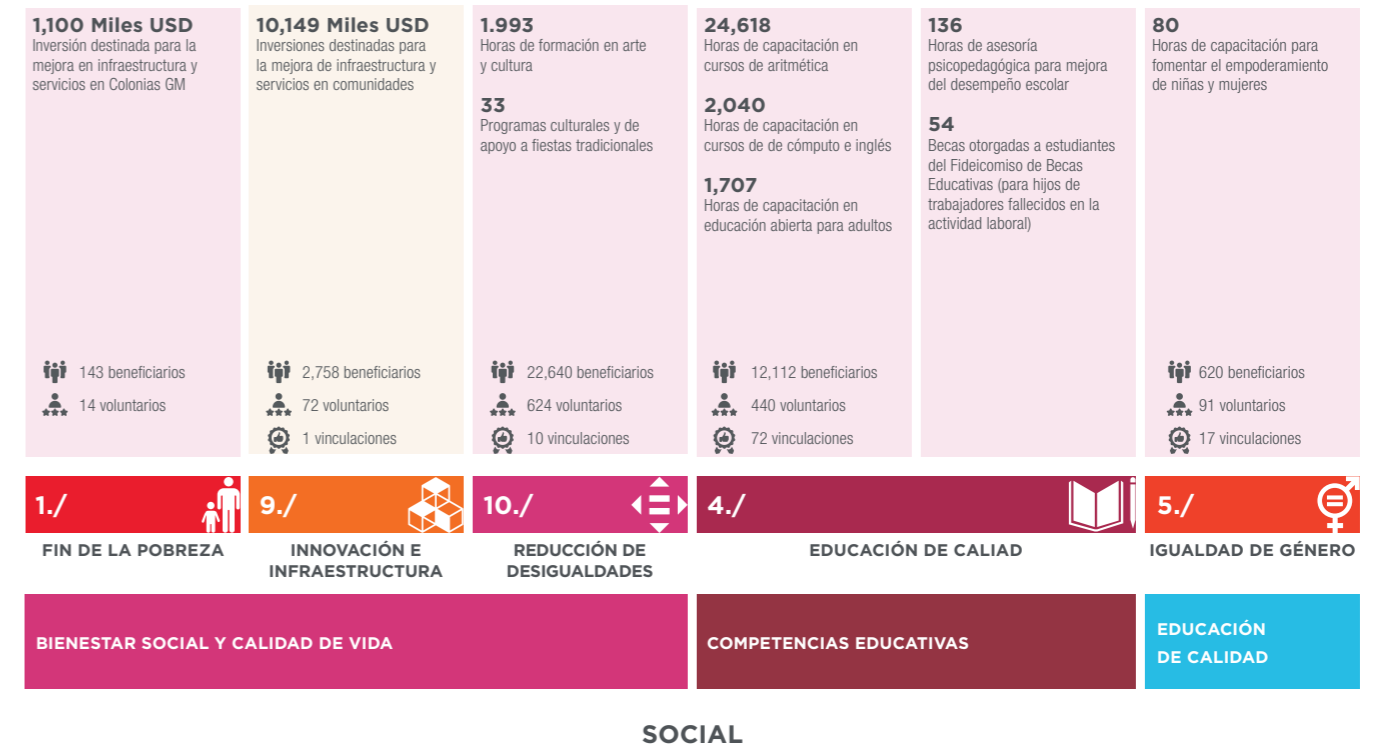 1,100 Miles USD
Inversión destinada para la
mejora en infraestructura y
servicios en Colonias GM
143 beneficiarios
14 voluntarios
10,149 Miles USD
Inversiones destinadas para
la mejora de infraestructura y
servicios en comunidades
2,758 beneficiarios
72 voluntarios
1 vinculaciones
1.993
Horas de formación en arte
y cultura
33
Programas culturales y de
apoyo a fiestas tradicionales
22,640 beneficiarios
624 voluntarios
10 vinculaciones
24,618
Horas de capacitación en
cursos de aritmética
2,040
Horas de capacitación en
cursos de de cómputo e inglés
1,707
Horas de capacitación en
educación abierta para adultos
12,112 beneficiarios
440 voluntarios
72 vinculaciones
136
Horas de asesoría
psicopedagógica para mejora
del desempeño escolar
54
Becas otorgadas a estudiantes
del Fideicomiso de Becas
Educativas (para hijos de
trabajadores fallecidos en la
actividad laboral)
80
Horas de capacitación para
fomentar el empoderamiento
de niñas y mujeres
620 beneficiarios
91 voluntarios
17 vinculaciones
1./
FIN DE LA POBREZA
9./
INNOVACIÓN E
INFRAESTRUCTURA
10./
REDUCCIÓN DE
DESIGUALDADES
4./
EDUCACIÓN DE CALIAD
5./
IGUALDAD DE GÉNERO
BIENESTAR SOCIAL Y CALIDAD DE VIDA
COMPETENCIAS EDUCATIVAS
EDUCACIÓN
DE CALIDAD
SOCIAL